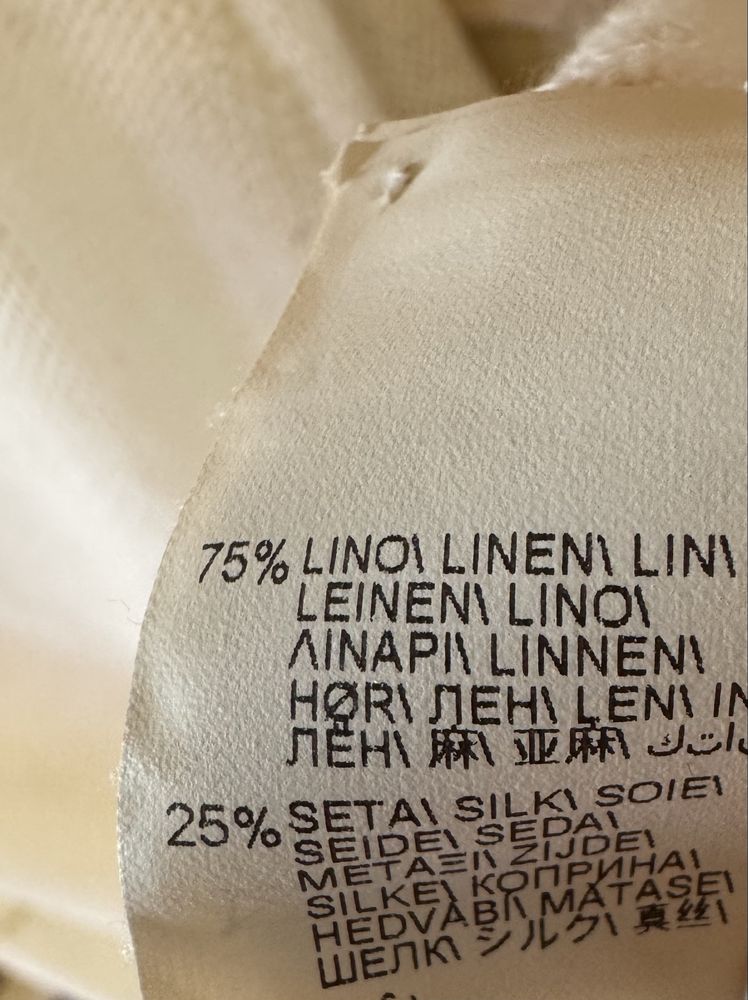 75% LINO\ LINEN\ LIN\
LEINEN\ LINO\
ΛΙΝΑΡΙ\ LINNEN\
HØR\ ЛЕН\ LEN\ IN
ЛЕН\ 麻\ 亚麻\
25% SETA\ SILK\ SOIE\
SEIDE\ SEDA\
ΜΕΤΑΞΙ\ ZIJDE\
SILKE\ КОПРИНА\
HEDVÁBÍ\ MATASE\
ШЕЛК\ シルク\ 真丝\